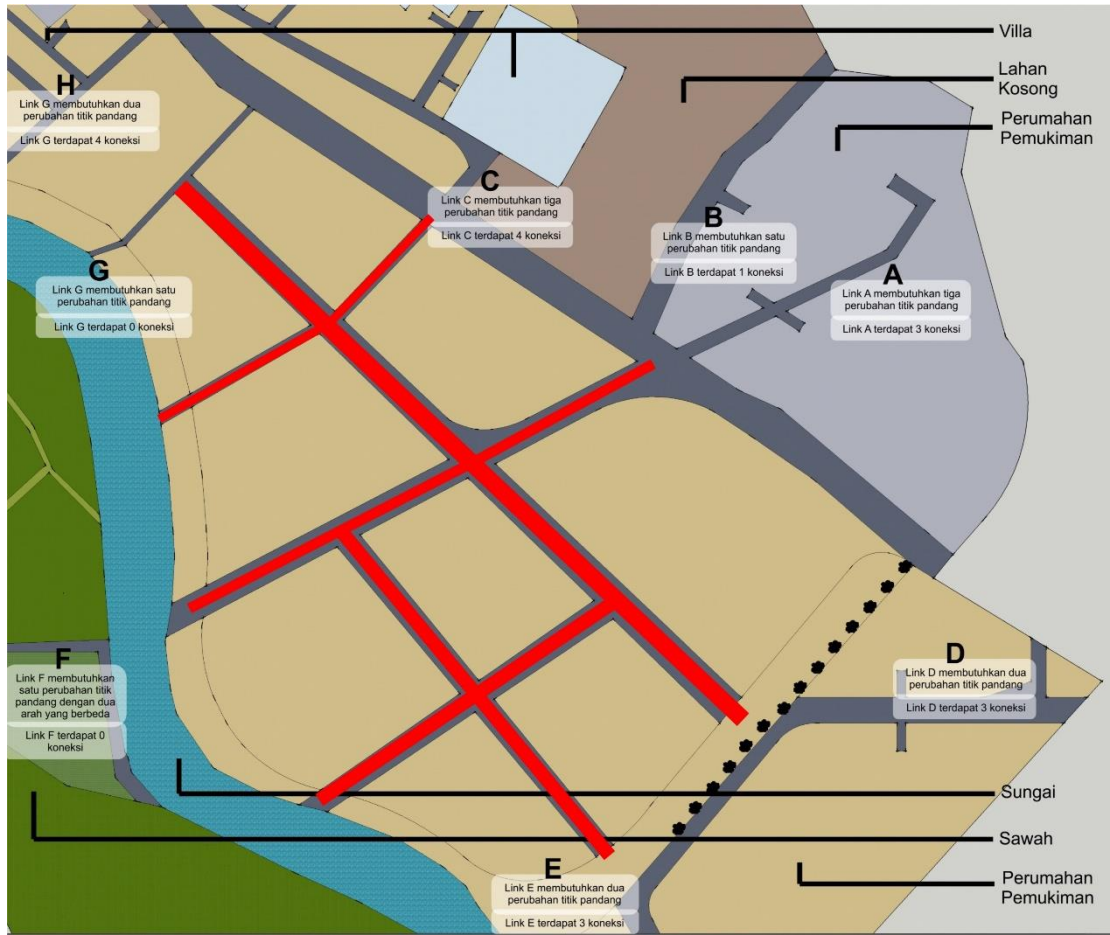 Villa
Lahan
Kosong
Perumahan
Pemukiman
H
Link G membutuhkan dua
perubahan titik pandang
Link G terdapat 4 koneksi
C
Link C membutuhkan tiga
perubahan titik pandang
Link C terdapat 4 koneksi
B
Link B membutuhkan satu
perubahan titik pandang
Link B terdapat 1 koneksi
A
Link A membutuhkan tiga
perubahan titik pandang
Link A terdapat 3 koneksi
G
Link G membutuhkan satu
perubahan titik pandang
Link G terdapat 0 koneksi
F
Link F membutuhkan
satu perubahan titik
pandang dengan dua
arah yang berbeda
Link F terdapat 0
koneksi
D
Link D membutuhkan dua
perubahan titik pandang
Link D terdapat 3 koneksi
Sungai
Sawah
E
Link E membutuhkan dua
perubahan titik pandang
Link E terdapat 3 koneksi
Perumahan
Pemukiman